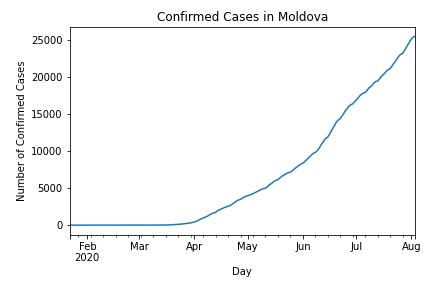 Confirmed Cases in Moldova
Number of Confirmed Cases
25000
20000
15000
10000
5000
0
Feb
2020
Mar
Apr
May
Jun
Jul
Aug
Day